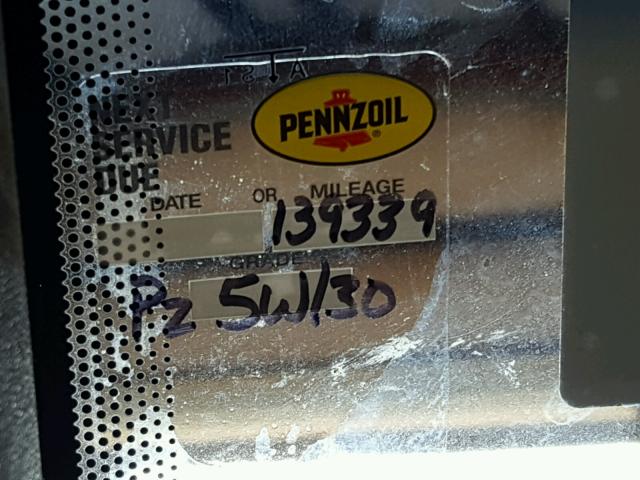 PENNZOIL®
NEXT
SERVICE
DUE
DATE OR MILEAGE
139339
GRADE
PZ 5W/30